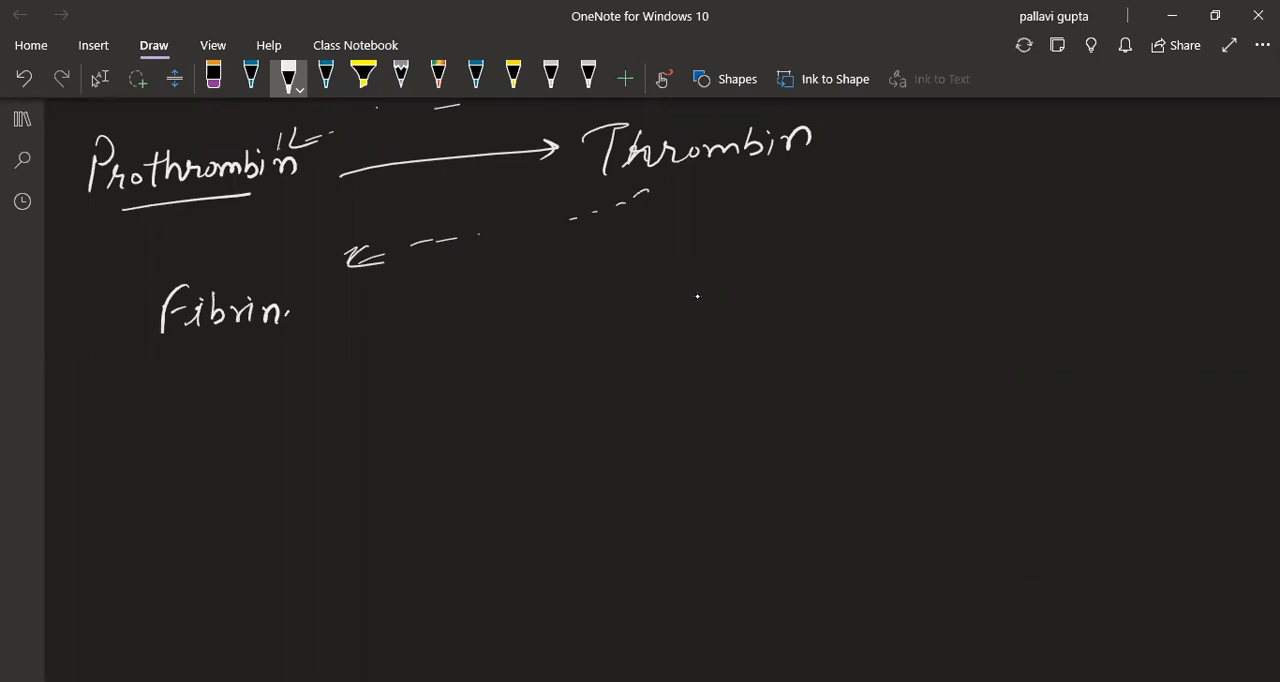 OneNote for Windows 10
pallavi gupta
Home Insert Draw View Help Class Notebook
Share
Shapes Ink to Shape Ink to Text
Prothrombin Thrombin
Fibrin.